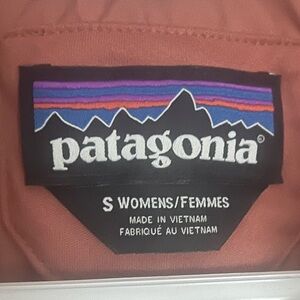 patagonia®
S WOMENS/FEMMES
MADE IN VIETNAM
FABRIQUÉ AU VIETNAM